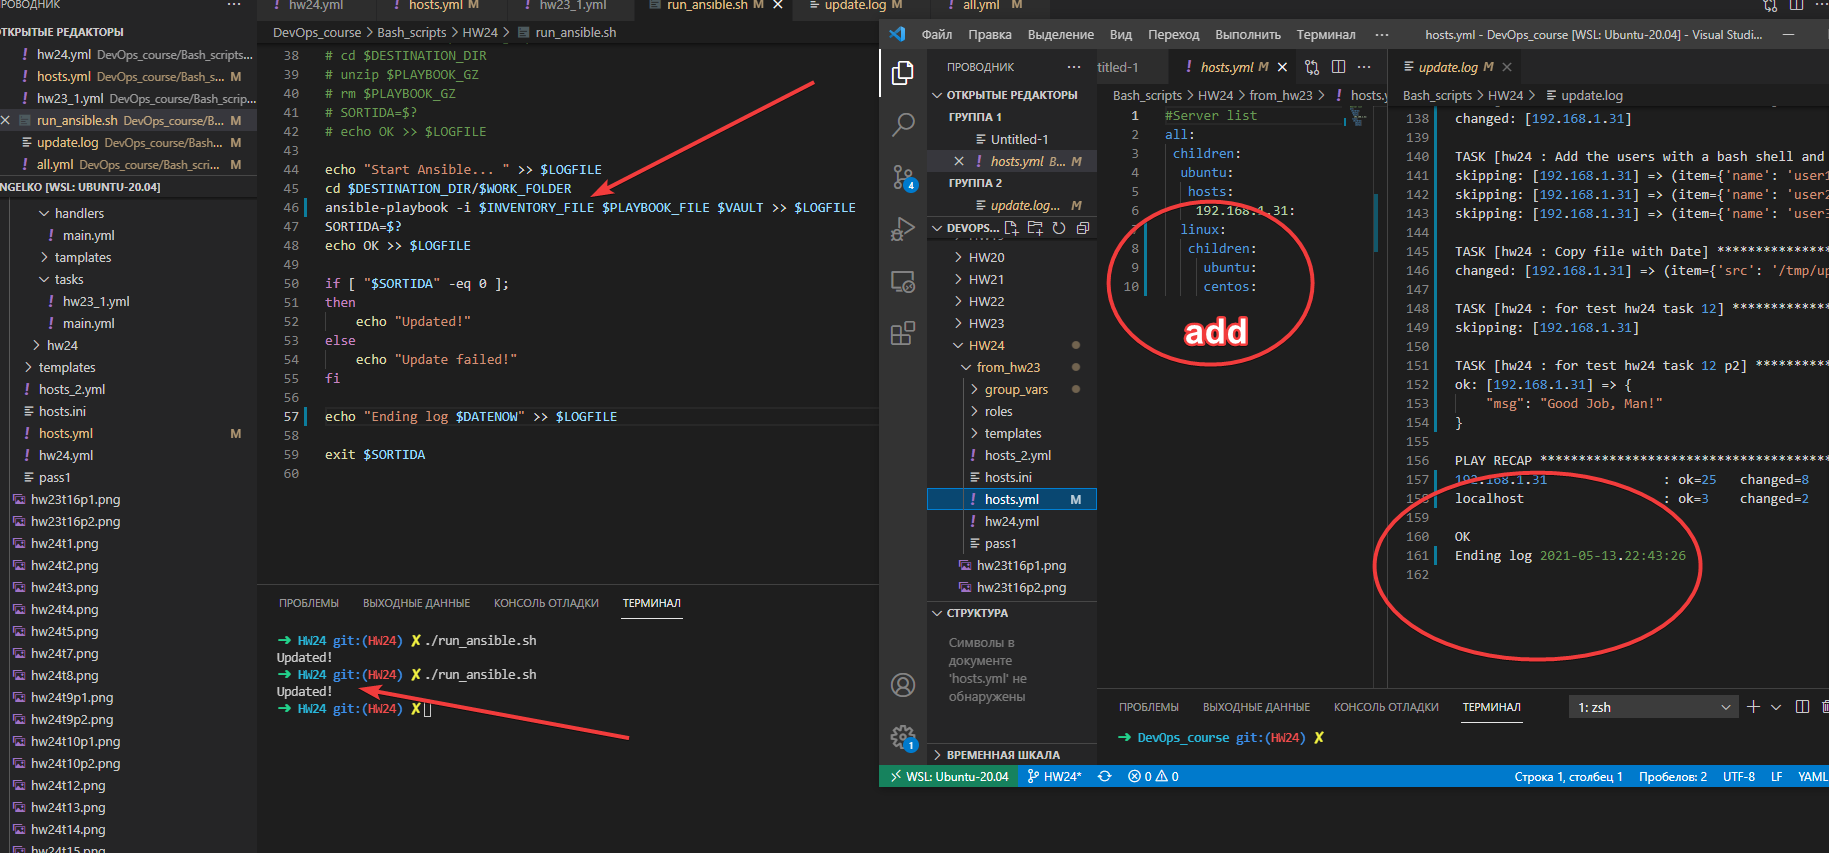 ПРОВОДНИК ···
ОТКРЫТЫЕ РЕДАКТОРЫ
! hw24.yml DevOps_course/Bash_scripts...
! hosts.yml DevOps_course/Bash_scripts... M
! hw23_1.yml DevOps_course/Bash_scrip...
run_ansible.sh DevOps_course/B... M
update.log DevOps_course/Bash_s... M
! all.yml DevOps_course/Bash_scri... M
NGELKO [WSL: UBUNTU-20.04]
handlers
! main.yml
tamplates
tasks
! hw23_1.yml
! main.yml
hw24
templates
! hosts_2.yml
hosts.ini
! hosts.yml M
! hw24.yml
pass1
hw23t16p1.png
hw23t16p2.png
hw24t1.png
hw24t2.png
hw24t3.png
hw24t4.png
hw24t5.png
hw24t7.png
hw24t8.png
hw24t9p1.png
hw24t9p2.png
hw24t10p1.png
hw24t10p2.png
hw24t12.png
hw24t13.png
hw24t14.png
hw24t15.png
! hw24.yml ! hosts.yml M ! hw23_1.yml run_ansible.sh M update.log M ! all.yml M
DevOps_course > Bash_scripts > HW24 > run_ansible.sh
38 # cd $DESTINATION_DIR
39 # unzip $PLAYBOOK_GZ
40 # rm $PLAYBOOK_GZ
41 # SORTIDA=$?
42 # echo OK >> $LOGFILE
43
44 echo "Start Ansible... " >> $LOGFILE
45 cd $DESTINATION_DIR/$WORK_FOLDER
46 ansible-playbook -i $INVENTORY_FILE $PLAYBOOK_FILE $VAULT >> $LOGFILE
47 SORTIDA=$?
48 echo OK >> $LOGFILE
49
50 if [ "$SORTIDA" -eq 0 ];
51 then
52 echo "Updated!"
53 else
54 echo "Update failed!"
55 fi
56
57 echo "Ending log $DATENOW" >> $LOGFILE
58
59 exit $SORTIDA
60
ПРОБЛЕМЫ ВЫХОДНЫЕ ДАННЫЕ КОНСОЛЬ ОТЛАДКИ ТЕРМИНАЛ
➜ HW24 git:(HW24) ✗ ./run_ansible.sh
Updated!
➜ HW24 git:(HW24) ✗ ./run_ansible.sh
Updated!
➜ HW24 git:(HW24) ✗
Файл Правка Выделение Вид Переход Выполнить Терминал ··· hosts.yml - DevOps_course [WSL: Ubuntu-20.04] - Visual Studi...
4
1
ПРОВОДНИК ···
ОТКРЫТЫЕ РЕДАКТОРЫ
ГРУППА 1
Untitled-1
! hosts.yml B... M
ГРУППА 2
update.log... M
DEVOPS...
HW20
HW21
HW22
HW23
HW24
from_hw23
group_vars
roles
templates
! hosts_2.yml
hosts.ini
! hosts.yml M
! hw24.yml
pass1
hw23t16p1.png
hw23t16p2.png
СТРУКТУРА
Символы в
документе
'hosts.yml' не
обнаружены
ВРЕМЕННАЯ ШКАЛА
titled-1 ! hosts.yml M ···
Bash_scripts > HW24 > from_hw23 > ! hosts.y
1 #Server list
2 all:
3 children:
4 ubuntu:
5 hosts:
6 192.168.1.31:
7 linux:
8 children:
9 ubuntu:
10 centos:
add
update.log M
Bash_scripts > HW24 > update.log
138 changed: [192.168.1.31]
139
140 TASK [hw24 : Add the users with a bash shell and
141 skipping: [192.168.1.31] => (item={'name': 'user1
142 skipping: [192.168.1.31] => (item={'name': 'user2
143 skipping: [192.168.1.31] => (item={'name': 'user3
144
145 TASK [hw24 : Copy file with Date] ***************
146 changed: [192.168.1.31] => (item={'src': '/tmp/up
147
148 TASK [hw24 : for test hw24 task 12] *************
149 skipping: [192.168.1.31]
150
151 TASK [hw24 : for test hw24 task 12 p2] **********
152 ok: [192.168.1.31] => {
153 "msg": "Good Job, Man!"
154 }
155
156 PLAY RECAP **************************************
157 192.168.1.31 : ok=25 changed=8
158 localhost : ok=3 changed=2
159
160 OK
161 Ending log 2021-05-13.22:43:26
162
ПРОБЛЕМЫ ВЫХОДНЫЕ ДАННЫЕ КОНСОЛЬ ОТЛАДКИ ТЕРМИНАЛ 1: zsh
➜ DevOps_course git:(HW24) ✗
WSL: Ubuntu-20.04 HW24* 0 0 Строка 1, столбец 1 Пробелов: 2 UTF-8 LF YAML